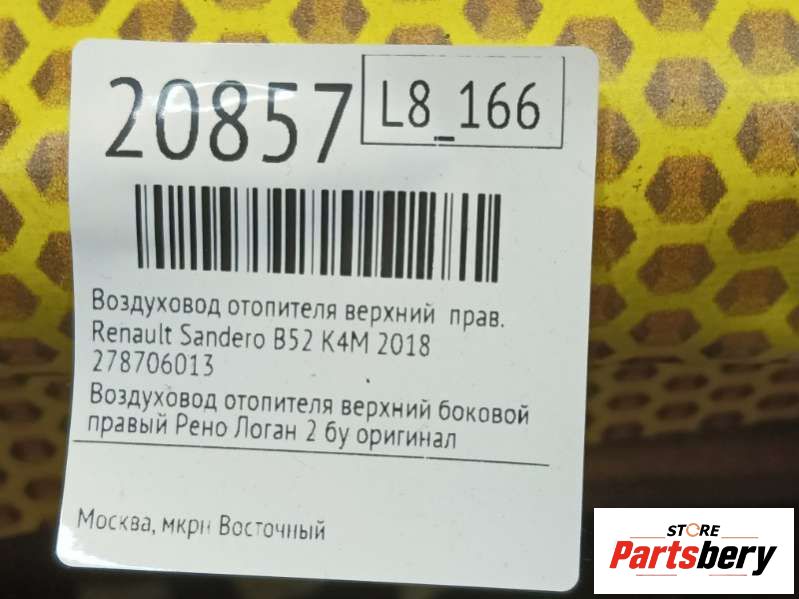 20857
L8_166
Воздуховод отопителя верхний прав.
Renault Sandero B52 K4M 2018
278706013
Воздуховод отопителя верхний боковой
правый Рено Логан 2 бу оригинал
Москва, мкрн Восточный
STORE
Partsbery